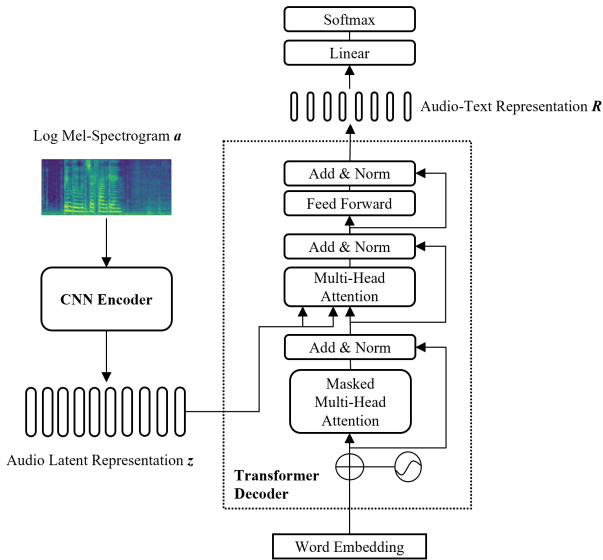 Softmax
Linear
Audio-Text Representation R
Log Mel-Spectrogram a
Add & Norm
Feed Forward
Add & Norm
Multi-Head
Attention
CNN Encoder
Add & Norm
Masked
Multi-Head
Attention
Audio Latent Representation z
Transformer
Decoder
Word Embedding